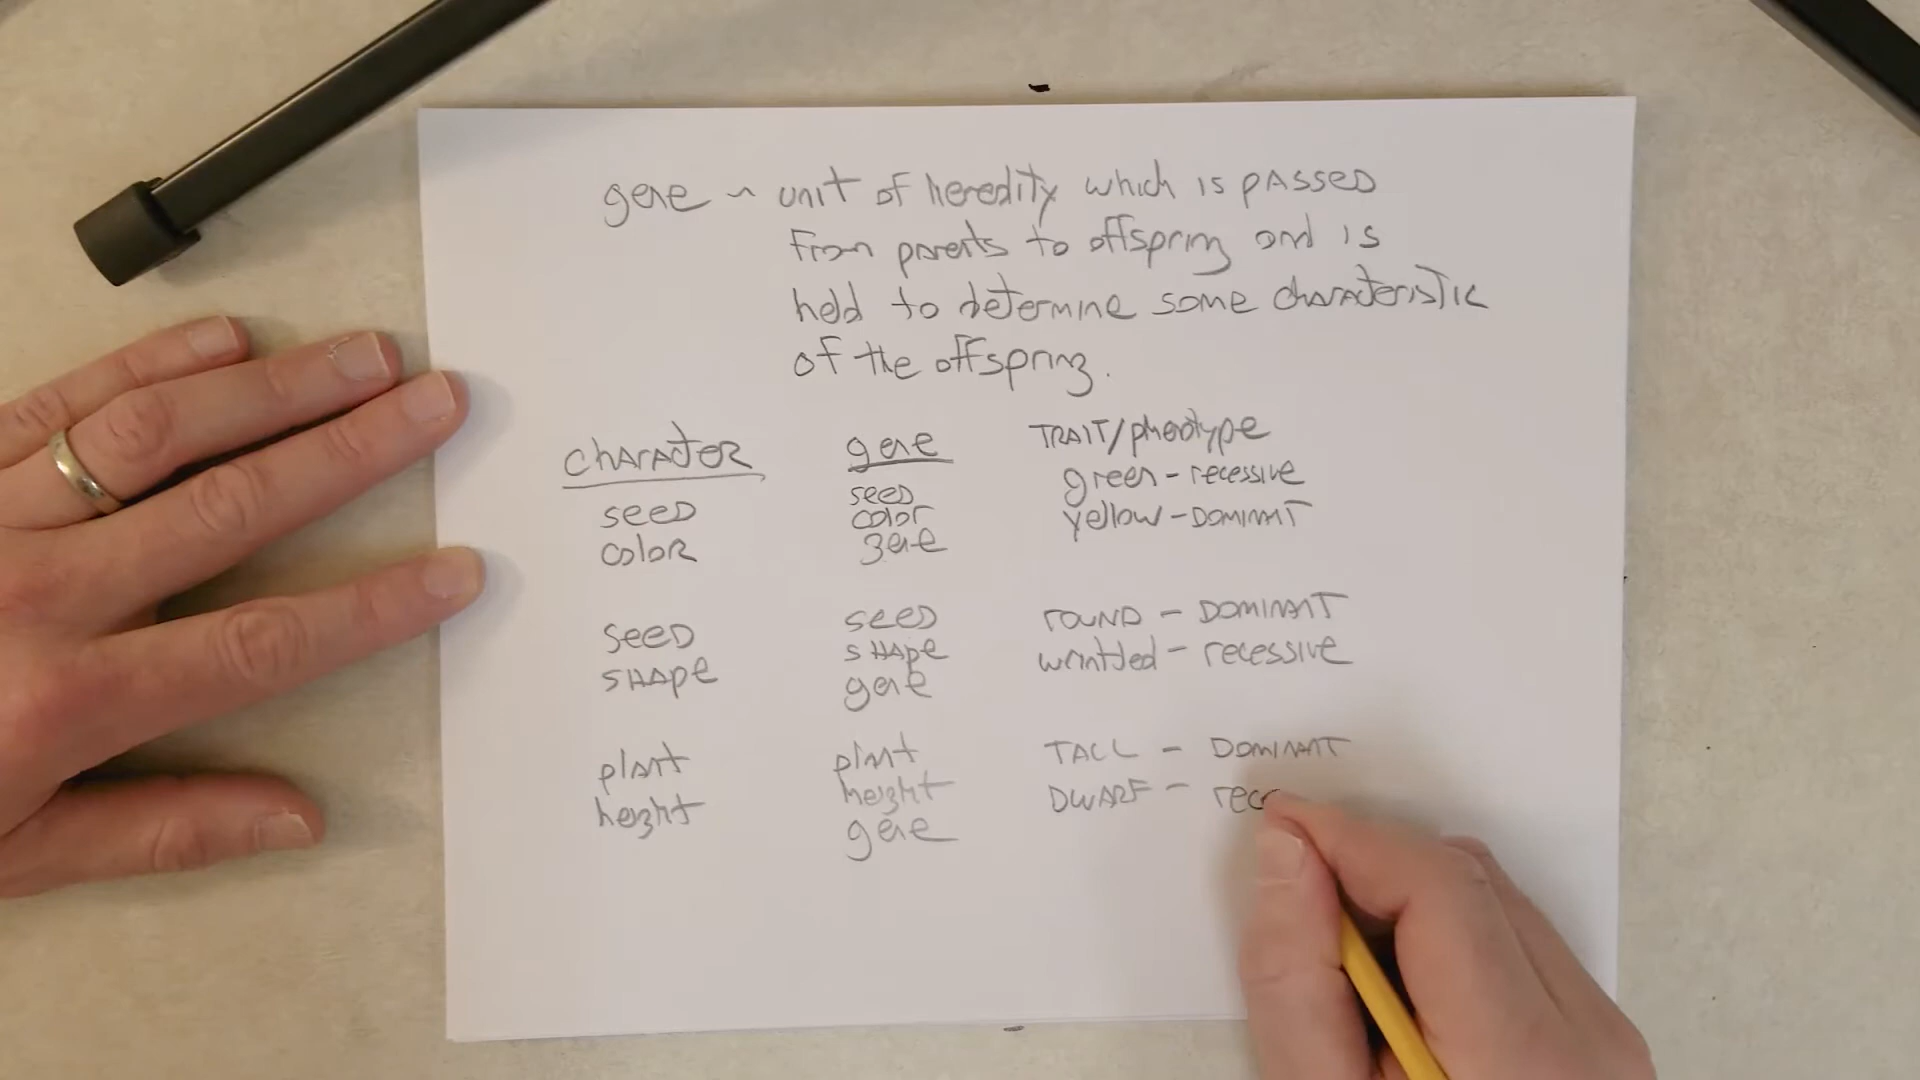 gene ~ unit of heredity which is passed
from parents to offspring and is
held to determine some characteristic
of the offspring.
character gene TRAIT/phenotype
seed color
seed color gene
green - recessive
yellow - DOMINANT
seed shape
seed shape gene
round - DOMINANT
wrinkled - recessive
plant height
plant height gene
TALL - DOMINANT
DWARF - rec